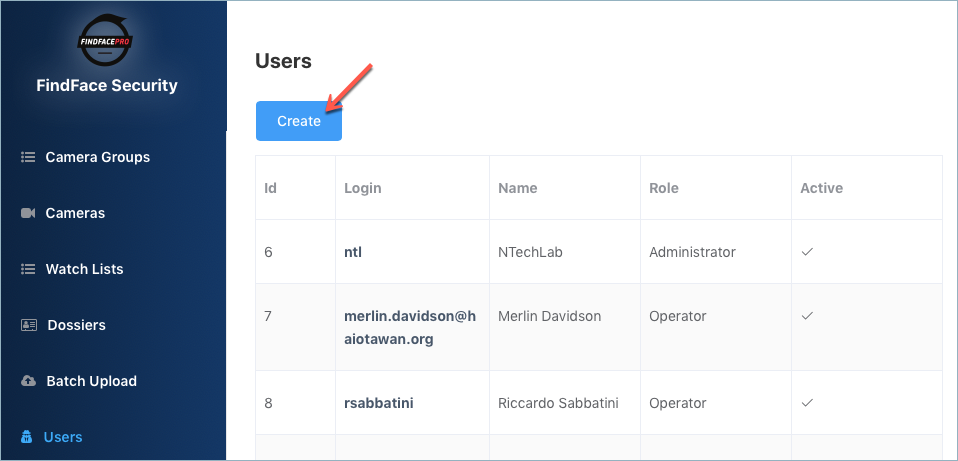 FINDFACEPRO
FindFace Security
Camera Groups
Cameras
Watch Lists
Dossiers
Batch Upload
Users
Users
Create
Id Login Name Role Active
6 ntl NTechLab Administrator
7 merlin.davidson@h Merlin Davidson Operator
aiotawan.org
8 rsabbatini Riccardo Sabbatini Operator